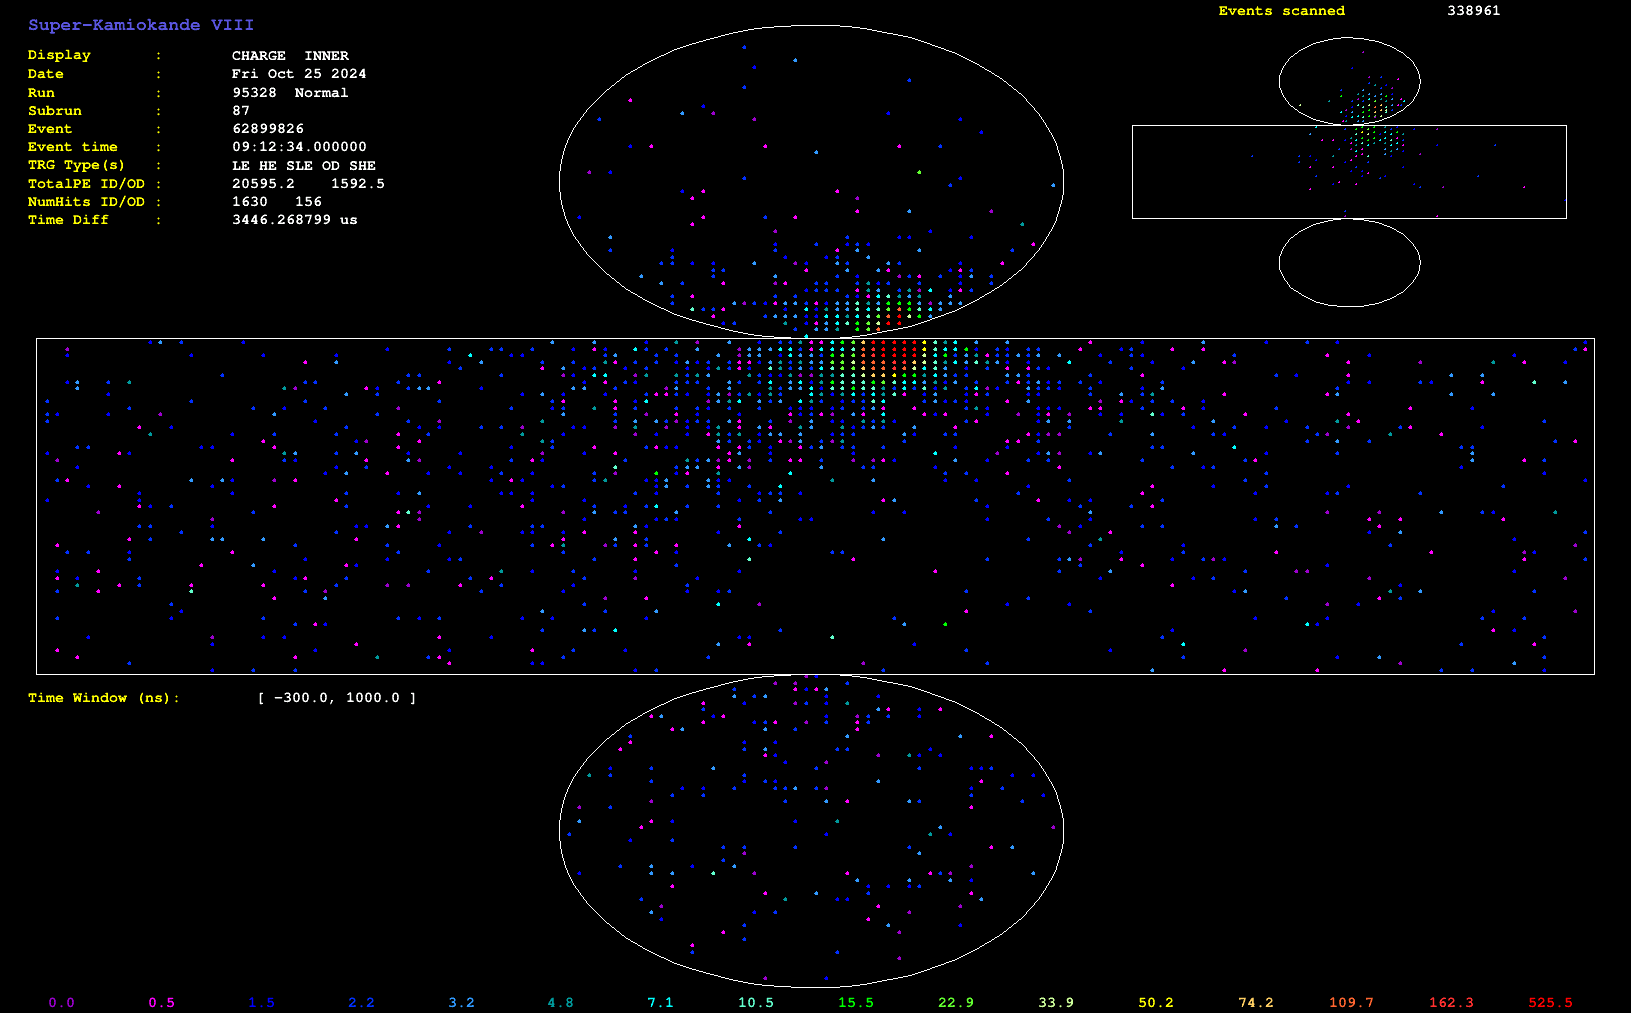 Super-Kamiokande VIII
Events scanned 338961
Display : CHARGE INNER
Date : Fri Oct 25 2024
Run : 95328 Normal
Subrun : 87
Event : 62899826
Event time : 09:12:34.000000
TRG Type(s) : LE HE SLE OD SHE
TotalPE ID/OD : 20595.2 1592.5
NumHits ID/OD : 1630 156
Time Diff : 3446.268799 us
Time Window (ns): [ −300.0, 1000.0 ]
0.0 0.5 1.5 2.2 3.2 4.8 7.1 10.5 15.5 22.9 33.9 50.2 74.2 109.7 162.3 525.5